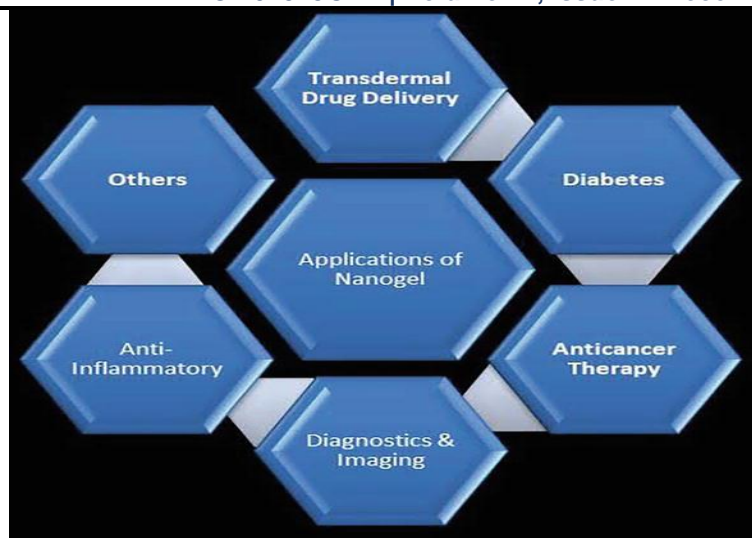 Transdermal
Drug Delivery
Others
Diabetes
Applications of
Nanogel
Anti-
Inflammatory
Anticancer
Therapy
Diagnostics &
Imaging